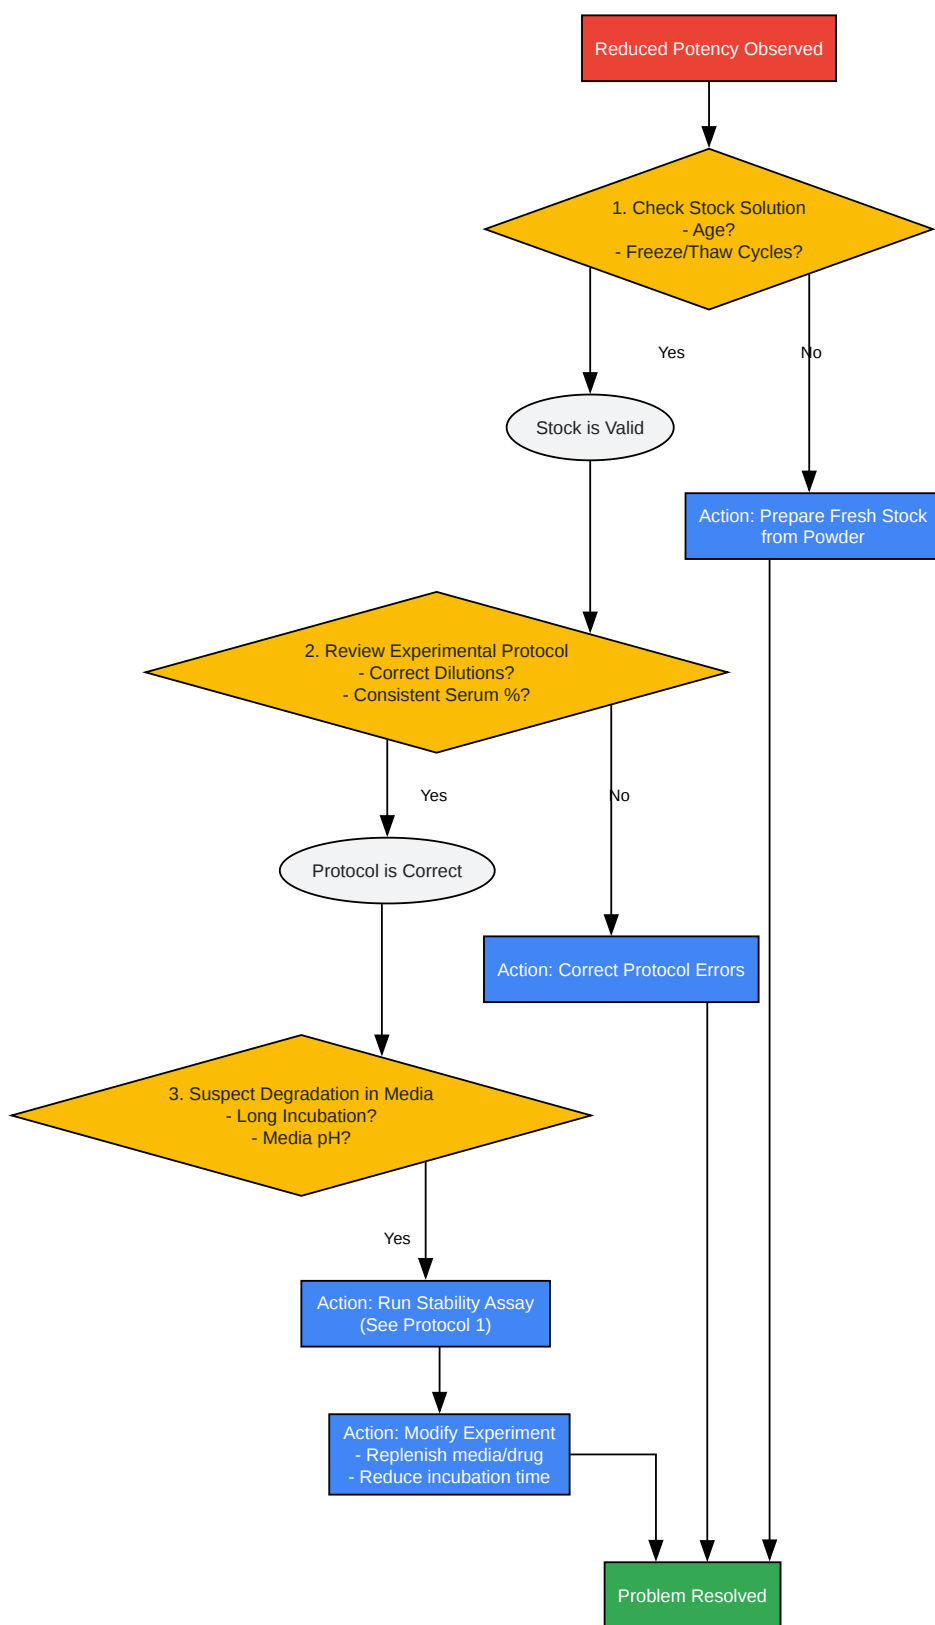 Reduced Potency Observed
1. Check Stock Solution
- Age?
- Freeze/Thaw Cycles?
Yes
No
Stock is Valid
Action: Prepare Fresh Stock
from Powder
2. Review Experimental Protocol
- Correct Dilutions?
- Consistent Serum %?
Yes
No
Protocol is Correct
Action: Correct Protocol Errors
3. Suspect Degradation in Media
- Long Incubation?
- Media pH?
Yes
Action: Run Stability Assay
(See Protocol 1)
Action: Modify Experiment
- Replenish media/drug
- Reduce incubation time
Problem Resolved